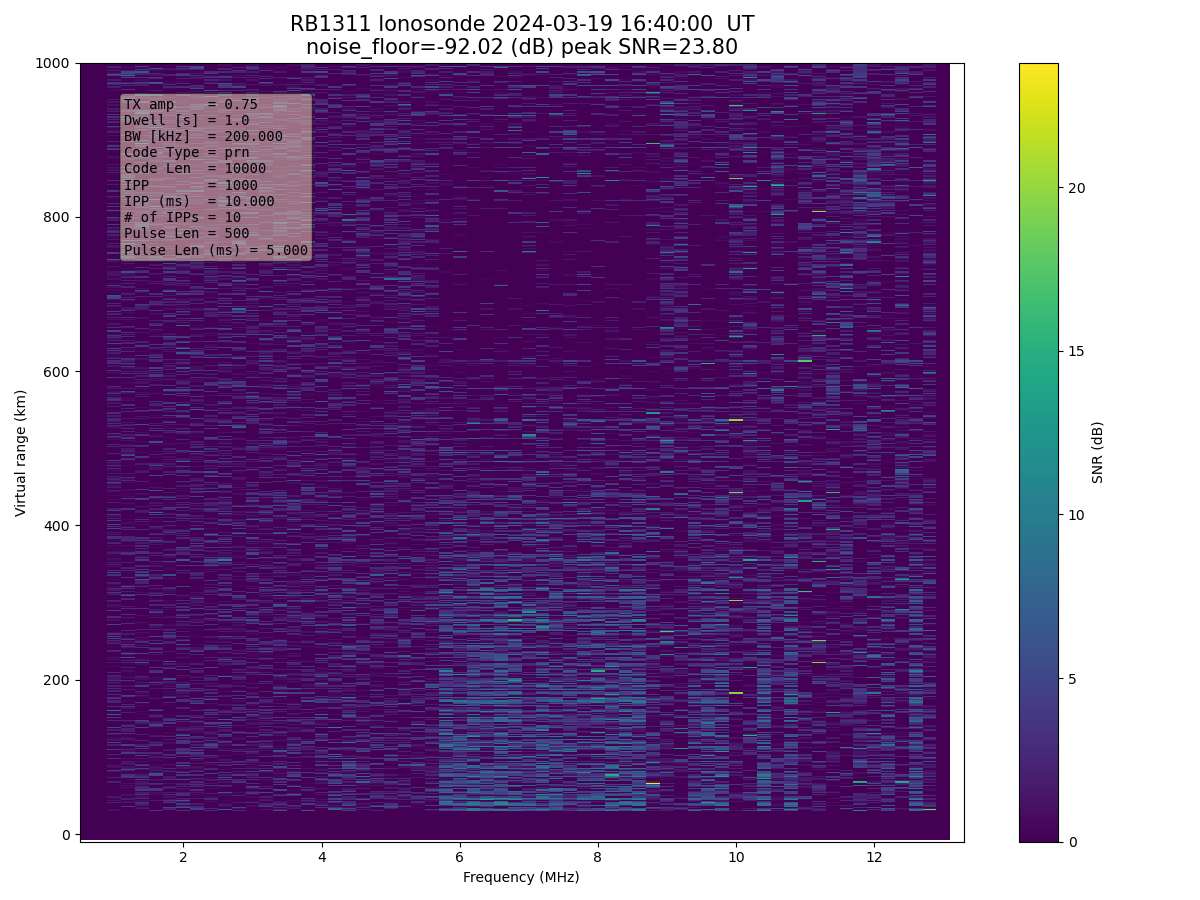 RB1311 Ionosonde 2024-03-19 16:40:00  UT
noise_floor=-92.02 (dB) peak SNR=23.80
TX amp    = 0.75
Dwell [s] = 1.0
BW [kHz]  = 200.000
Code Type = prn
Code Len  = 10000
IPP       = 1000
IPP (ms)  = 10.000
# of IPPs = 10
Pulse Len = 500
Pulse Len (ms) = 5.000
1000
800
600
400
200
0
Virtual range (km)
2 4 6 8 10 12
Frequency (MHz)
20
15
10
5
0
SNR (dB)